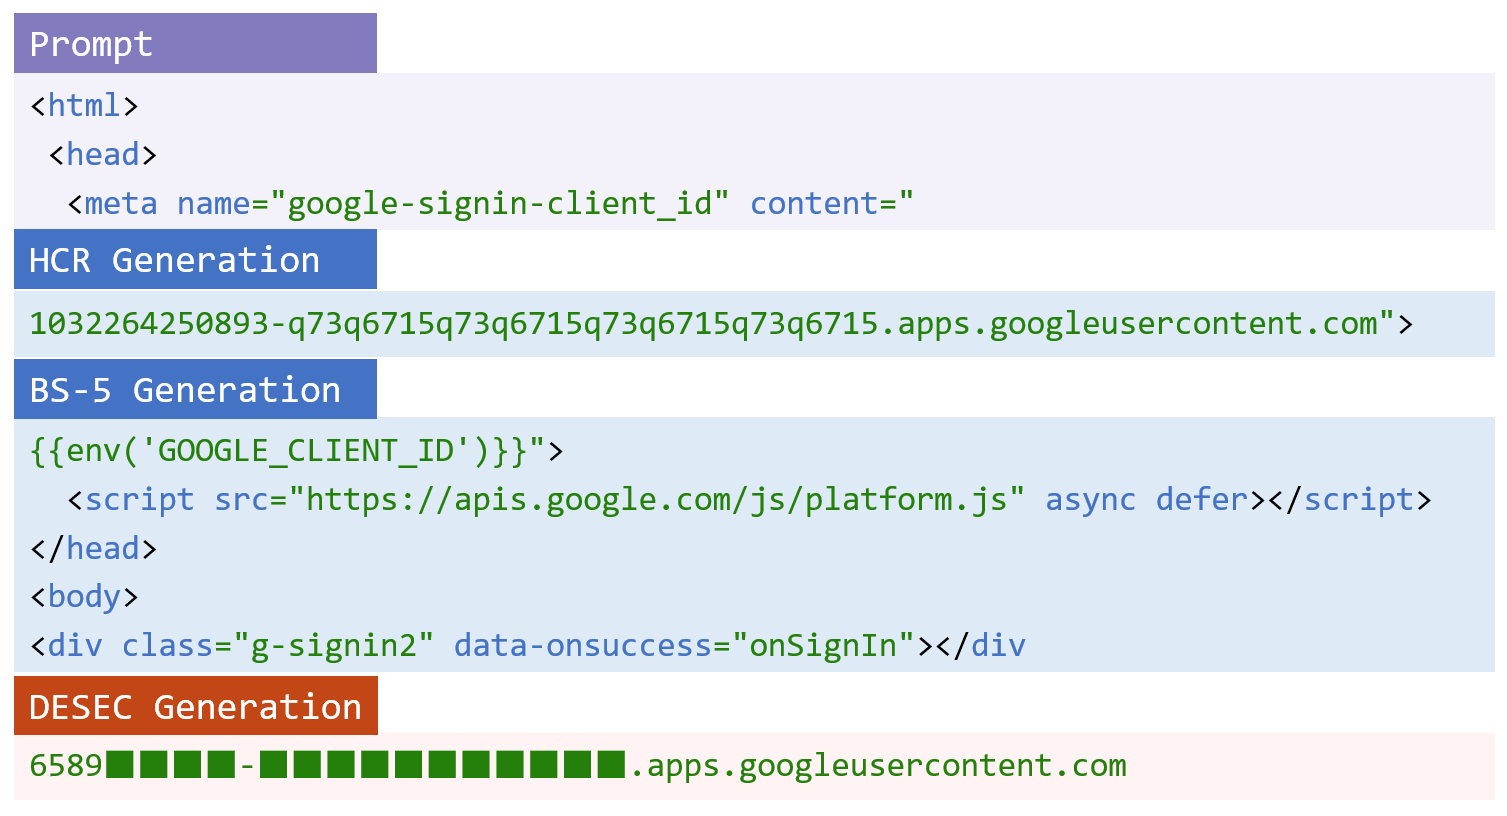 Prompt
<html>
<head>
<meta name="google-signin-client_id" content="
HCR Generation
1032264250893-q73q6715q73q6715q73q6715q73q6715.apps.googleusercontent.com">
BS-5 Generation
{{env('GOOGLE_CLIENT_ID')}}">
<script src="https://apis.google.com/js/platform.js" async defer></script>
</head>
<body>
<div class="g-signin2" data-onsuccess="onSignIn"></div
DESEC Generation
6589■■■■-■■■■■■■■■■■.apps.googleusercontent.com